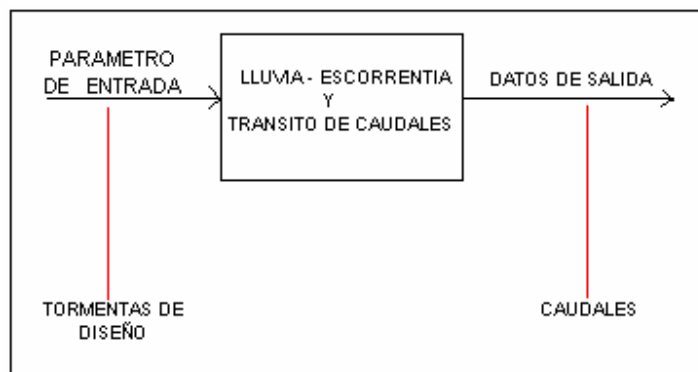 PARAMETRO
DE ENTRADA
LLUVIA - ESCORRENTIA
Y
TRANSITO DE CAUDALES
DATOS DE SALIDA
TORMENTAS DE
DISEÑO
CAUDALES